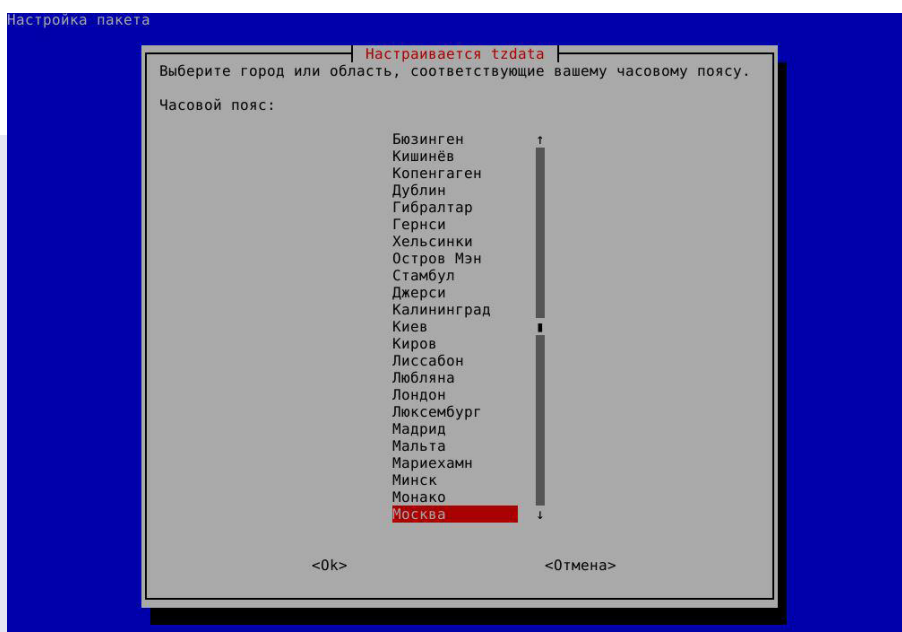 Настройка пакета
Настраивается tzdata
Выберите город или область, соответствующие вашему часовому поясу.
Часовой пояс:
Бюзинген
Кишинёв
Копенгаген
Дублин
Гибралтар
Гернси
Хельсинки
Остров Мэн
Стамбул
Джерси
Калининград
Киев
Киров
Лиссабон
Любляна
Лондон
Люксембург
Мадрид
Мальта
Мариехамн
Минск
Монако
Москва
<Ok> <Отмена>